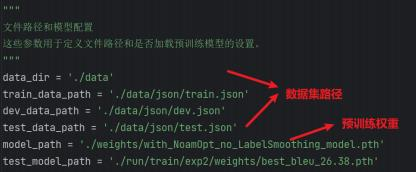 """
文件路径和模型配置
这些参数用于定义文件路径和是否加载预训练模型的设置。
"""
data_dir = './data'
train_data_path = './data/json/train.json'
数据集路径
dev_data_path = './data/json/dev.json'
test_data_path = './data/json/test.json'
预训练权重
model_path = './weights/with_NoamOpt_no_LabelSmoothing_model.pth'
test_model_path = './run/train/exp2/weights/best_bleu_26.38.pth'